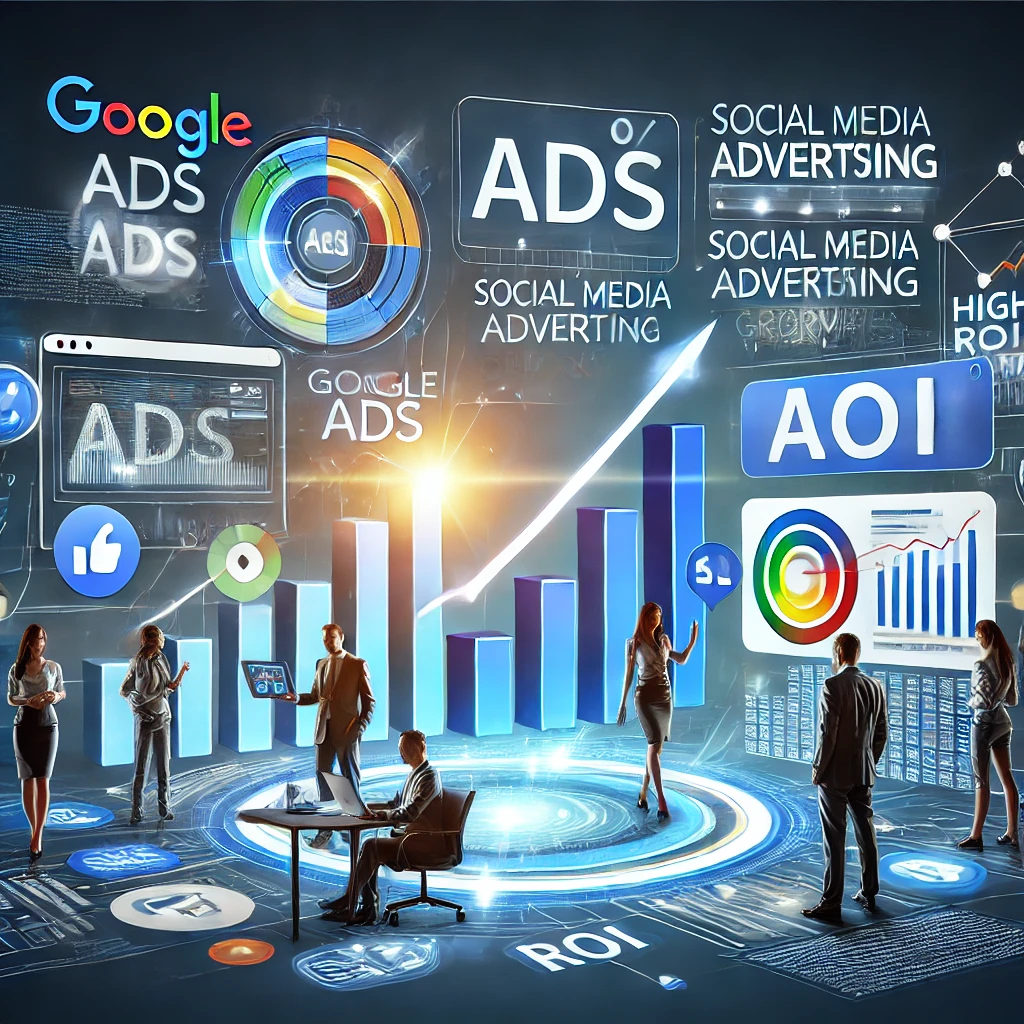 Google
ADS
ADS
ADS
%
SOCIAL MEDIA
ADVERTING
SOCIAL MEDIA
ADVERTSING
SOCIAL MEDIA
ADVERTISING
HIGH
ROI
GOOGLE
ADS
ADS
AOI
ROI